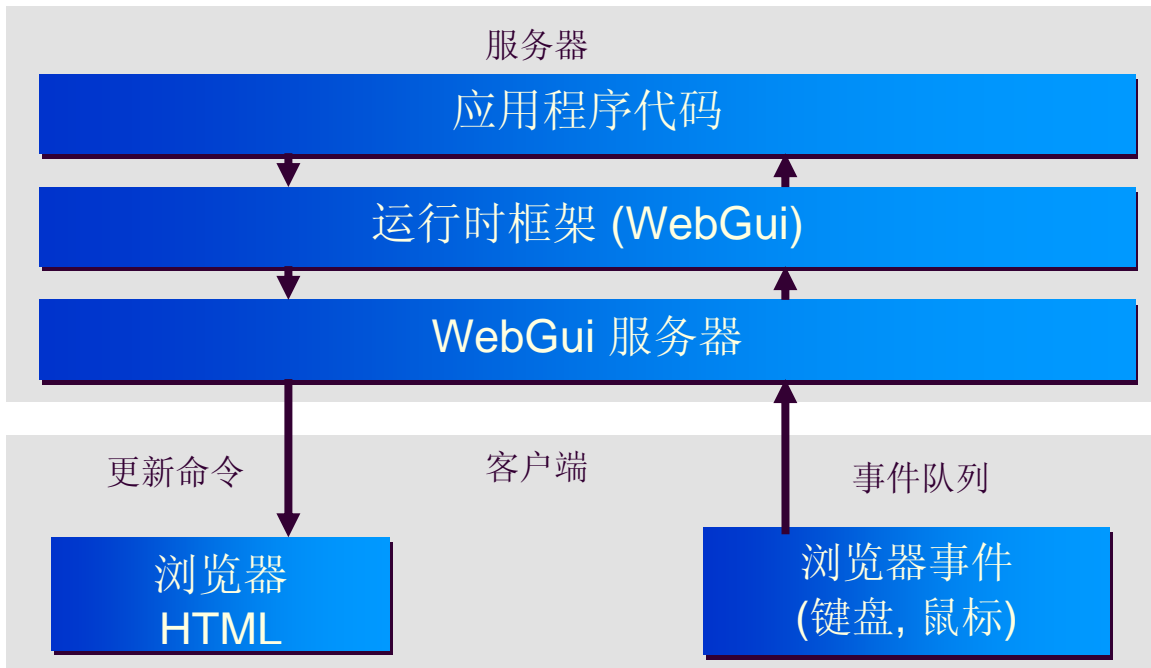 服务器
应用程序代码
运行时框架 (WebGui)
WebGui 服务器
更新命令
客户端
事件队列
浏览器
HTML
浏览器事件
(键盘, 鼠标)